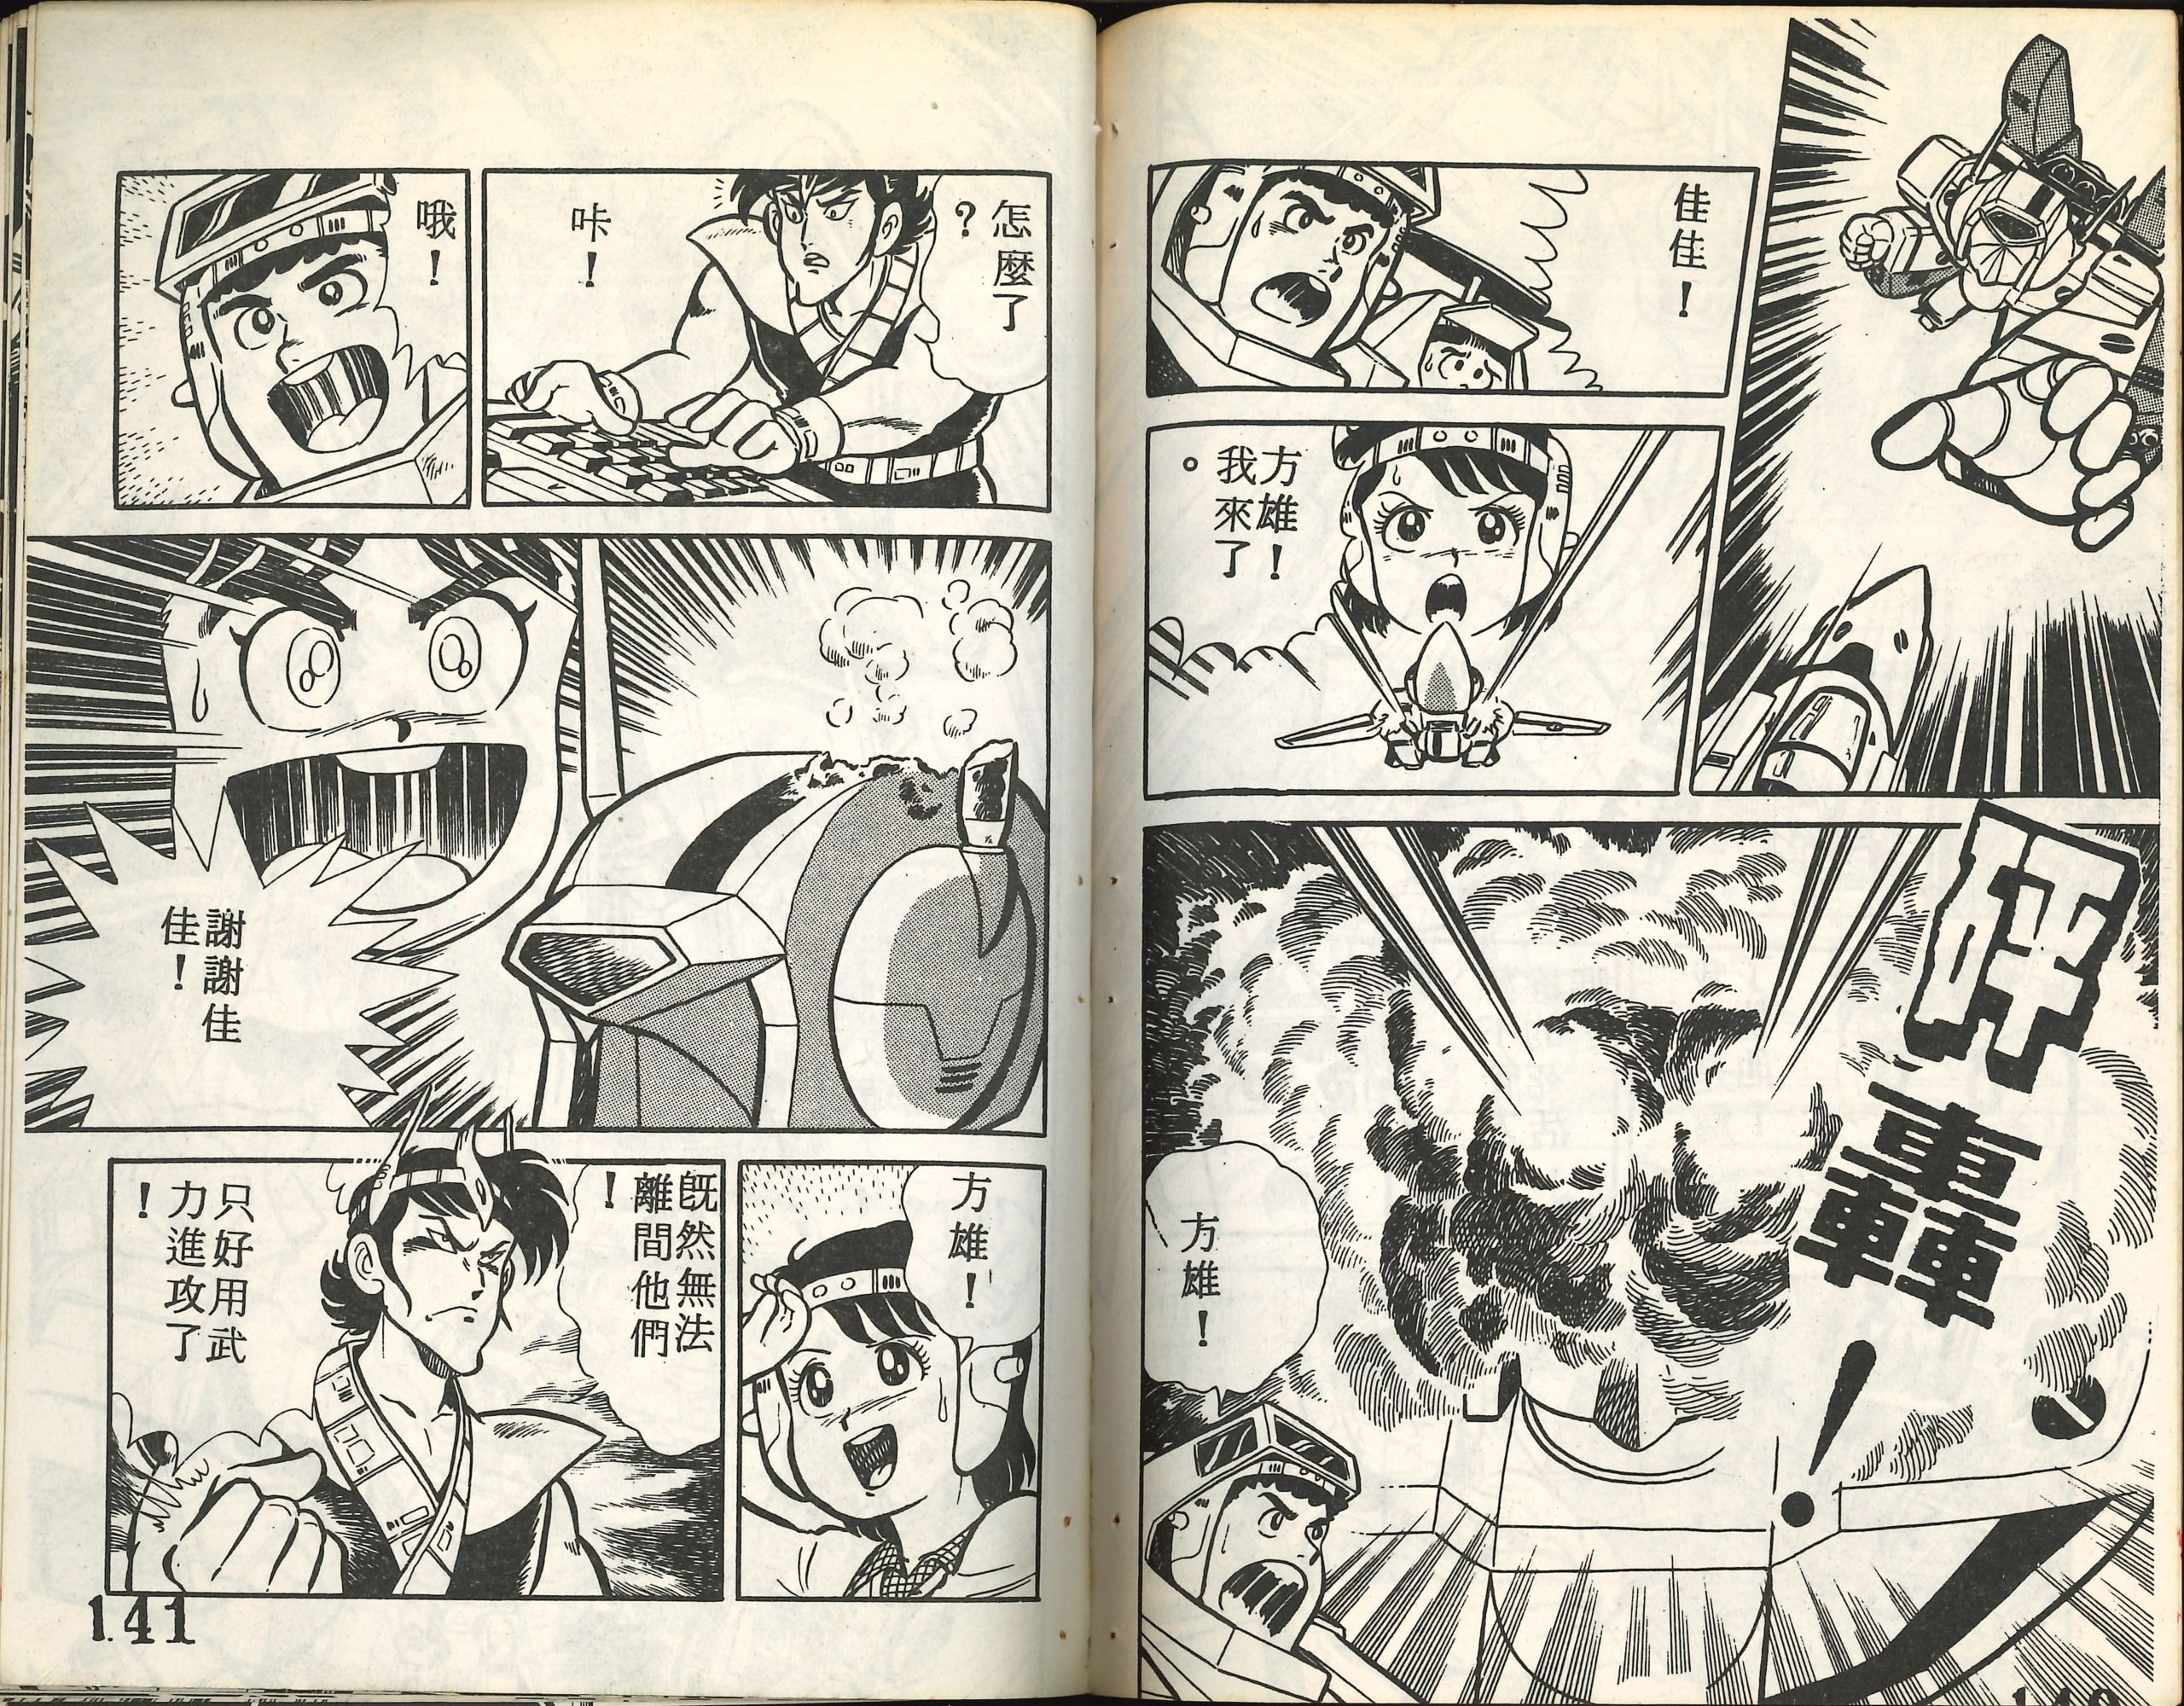 佳佳！
方雄！
我來了
。
砰
轟
！
方雄！
怎麼了
？
咔！
哦！
謝謝佳
佳！
方雄！
旣然無法
離間他們
！
只好用武
力進攻了
！
141